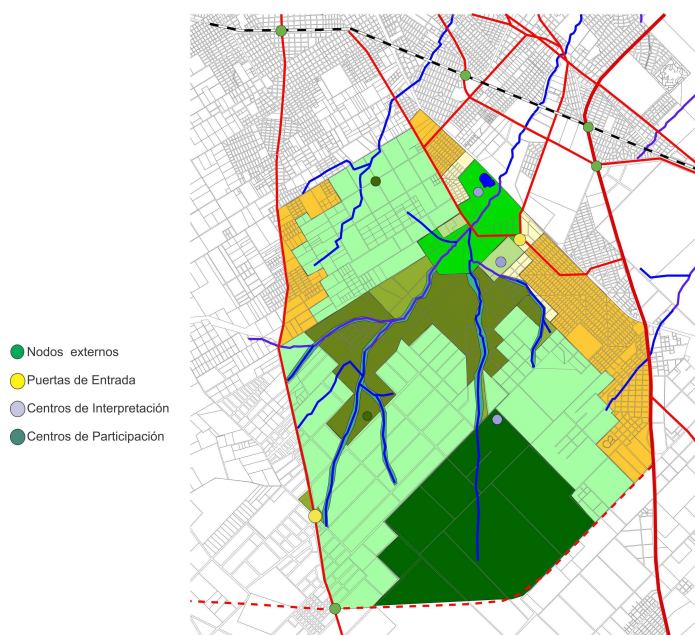 Nodos externos
Puertas de Entrada
Centros de Interpretación
Centros de Participación